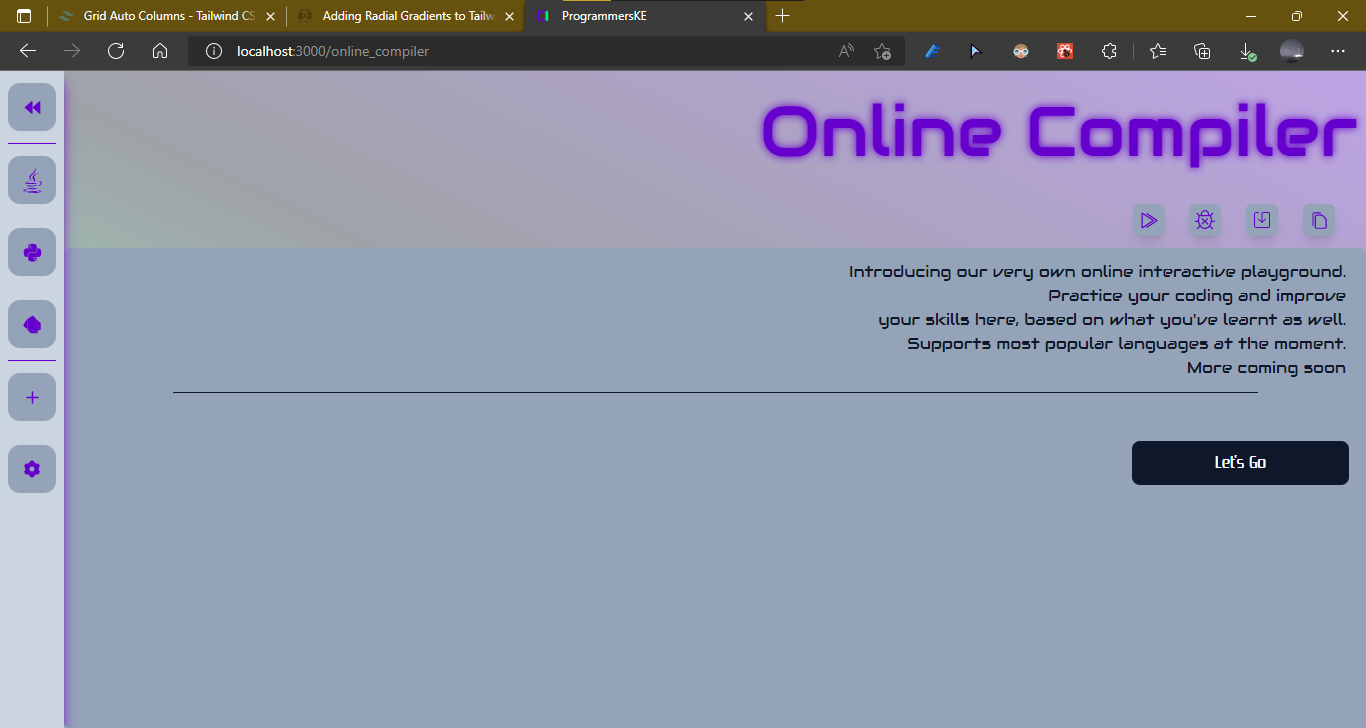 Grid Auto Columns - Tailwind CS
Adding Radial Gradients to Tailw
ProgrammersKE
localhost:3000/online_compiler
Online Compiler
Introducing our very own online interactive playground.
Practice your coding and improve
your skills here, based on what you've learnt as well.
Supports most popular languages at the moment.
More coming soon
Let's Go